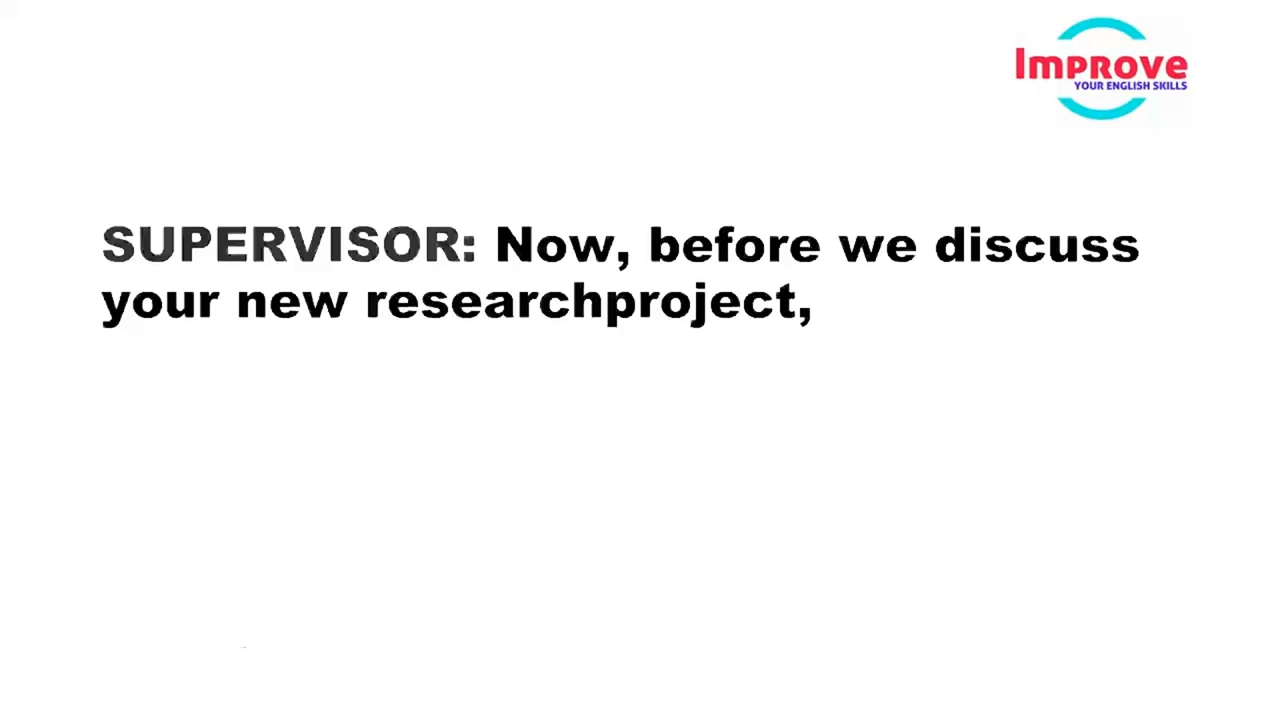 Improve
YOUR ENGLISH SKILLS
SUPERVISOR: Now, before we discuss
your new researchproject,